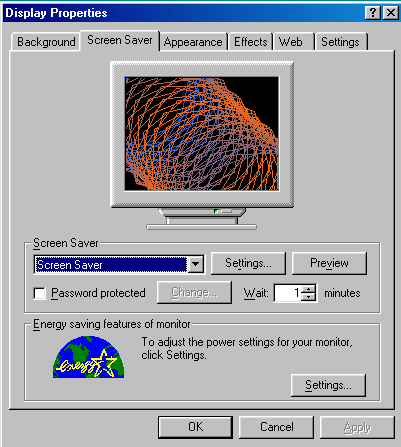 Display Properties
Background Screen Saver Appearance Effects Web Settings
Screen Saver
Screen Saver Settings... Preview
Password protected Change... Wait: 1 minutes
Energy saving features of monitor
energy
To adjust the power settings for your monitor,
click Settings.
Settings...
OK Cancel Apply